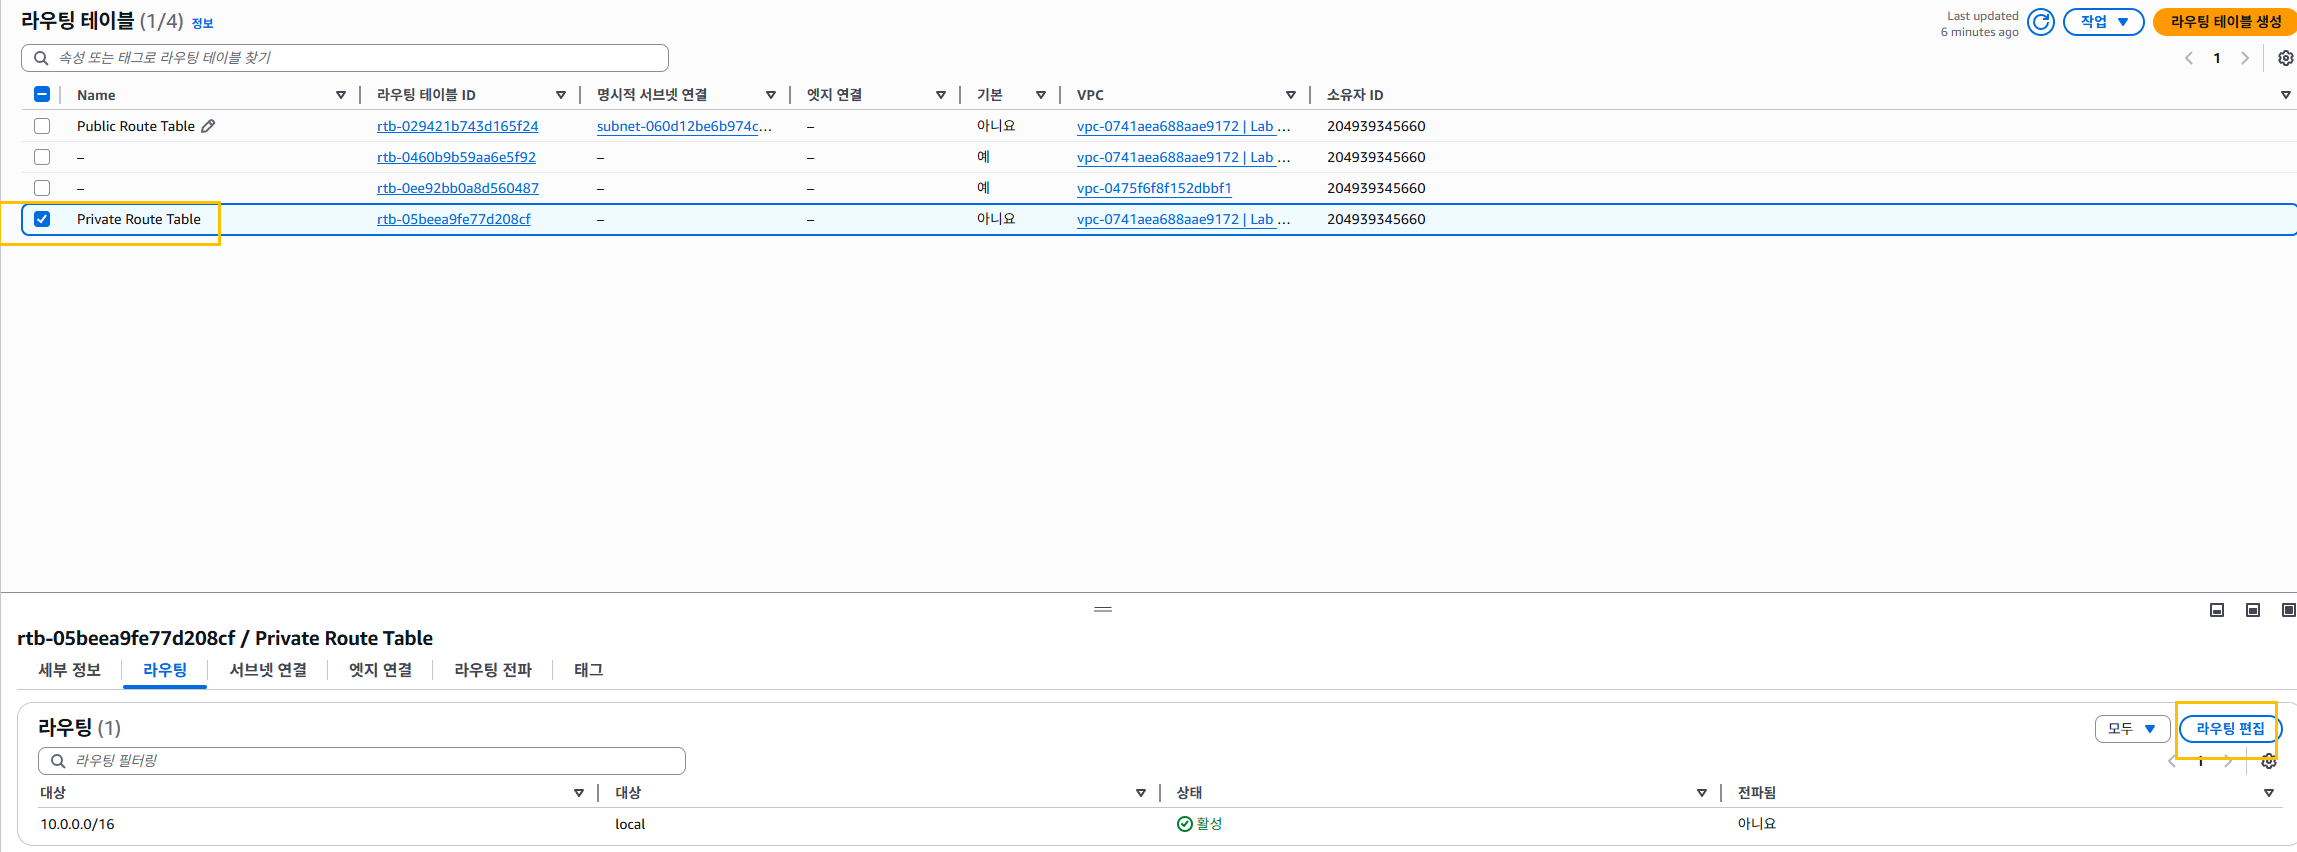 라우팅 테이블 (1/4) 정보
Last updated
6 minutes ago
작업
라우팅 테이블 생성
속성 또는 태그로 라우팅 테이블 찾기
1
Name 라우팅 테이블 ID 명시적 서브넷 연결 엣지 연결 기본 VPC 소유자 ID
Public Route Table rtb-029421b743d165f24 subnet-060d12be6b974c... – 아니요 vpc-0741aea688aae9172 | Lab ... 204939345660
– rtb-0460b9b59aa6e5f92 – – 예 vpc-0741aea688aae9172 | Lab ... 204939345660
– rtb-0ee92bb0a8d560487 – – 예 vpc-0475f6f8f152dbbf1 204939345660
Private Route Table rtb-05beea9fe77d208cf – – 아니요 vpc-0741aea688aae9172 | Lab ... 204939345660
rtb-05beea9fe77d208cf / Private Route Table
세부 정보 라우팅 서브넷 연결 엣지 연결 라우팅 전파 태그
라우팅 (1)
모두
라우팅 편집
라우팅 필터링
1
대상 대상 상태 전파됨
10.0.0.0/16 local 활성 아니요